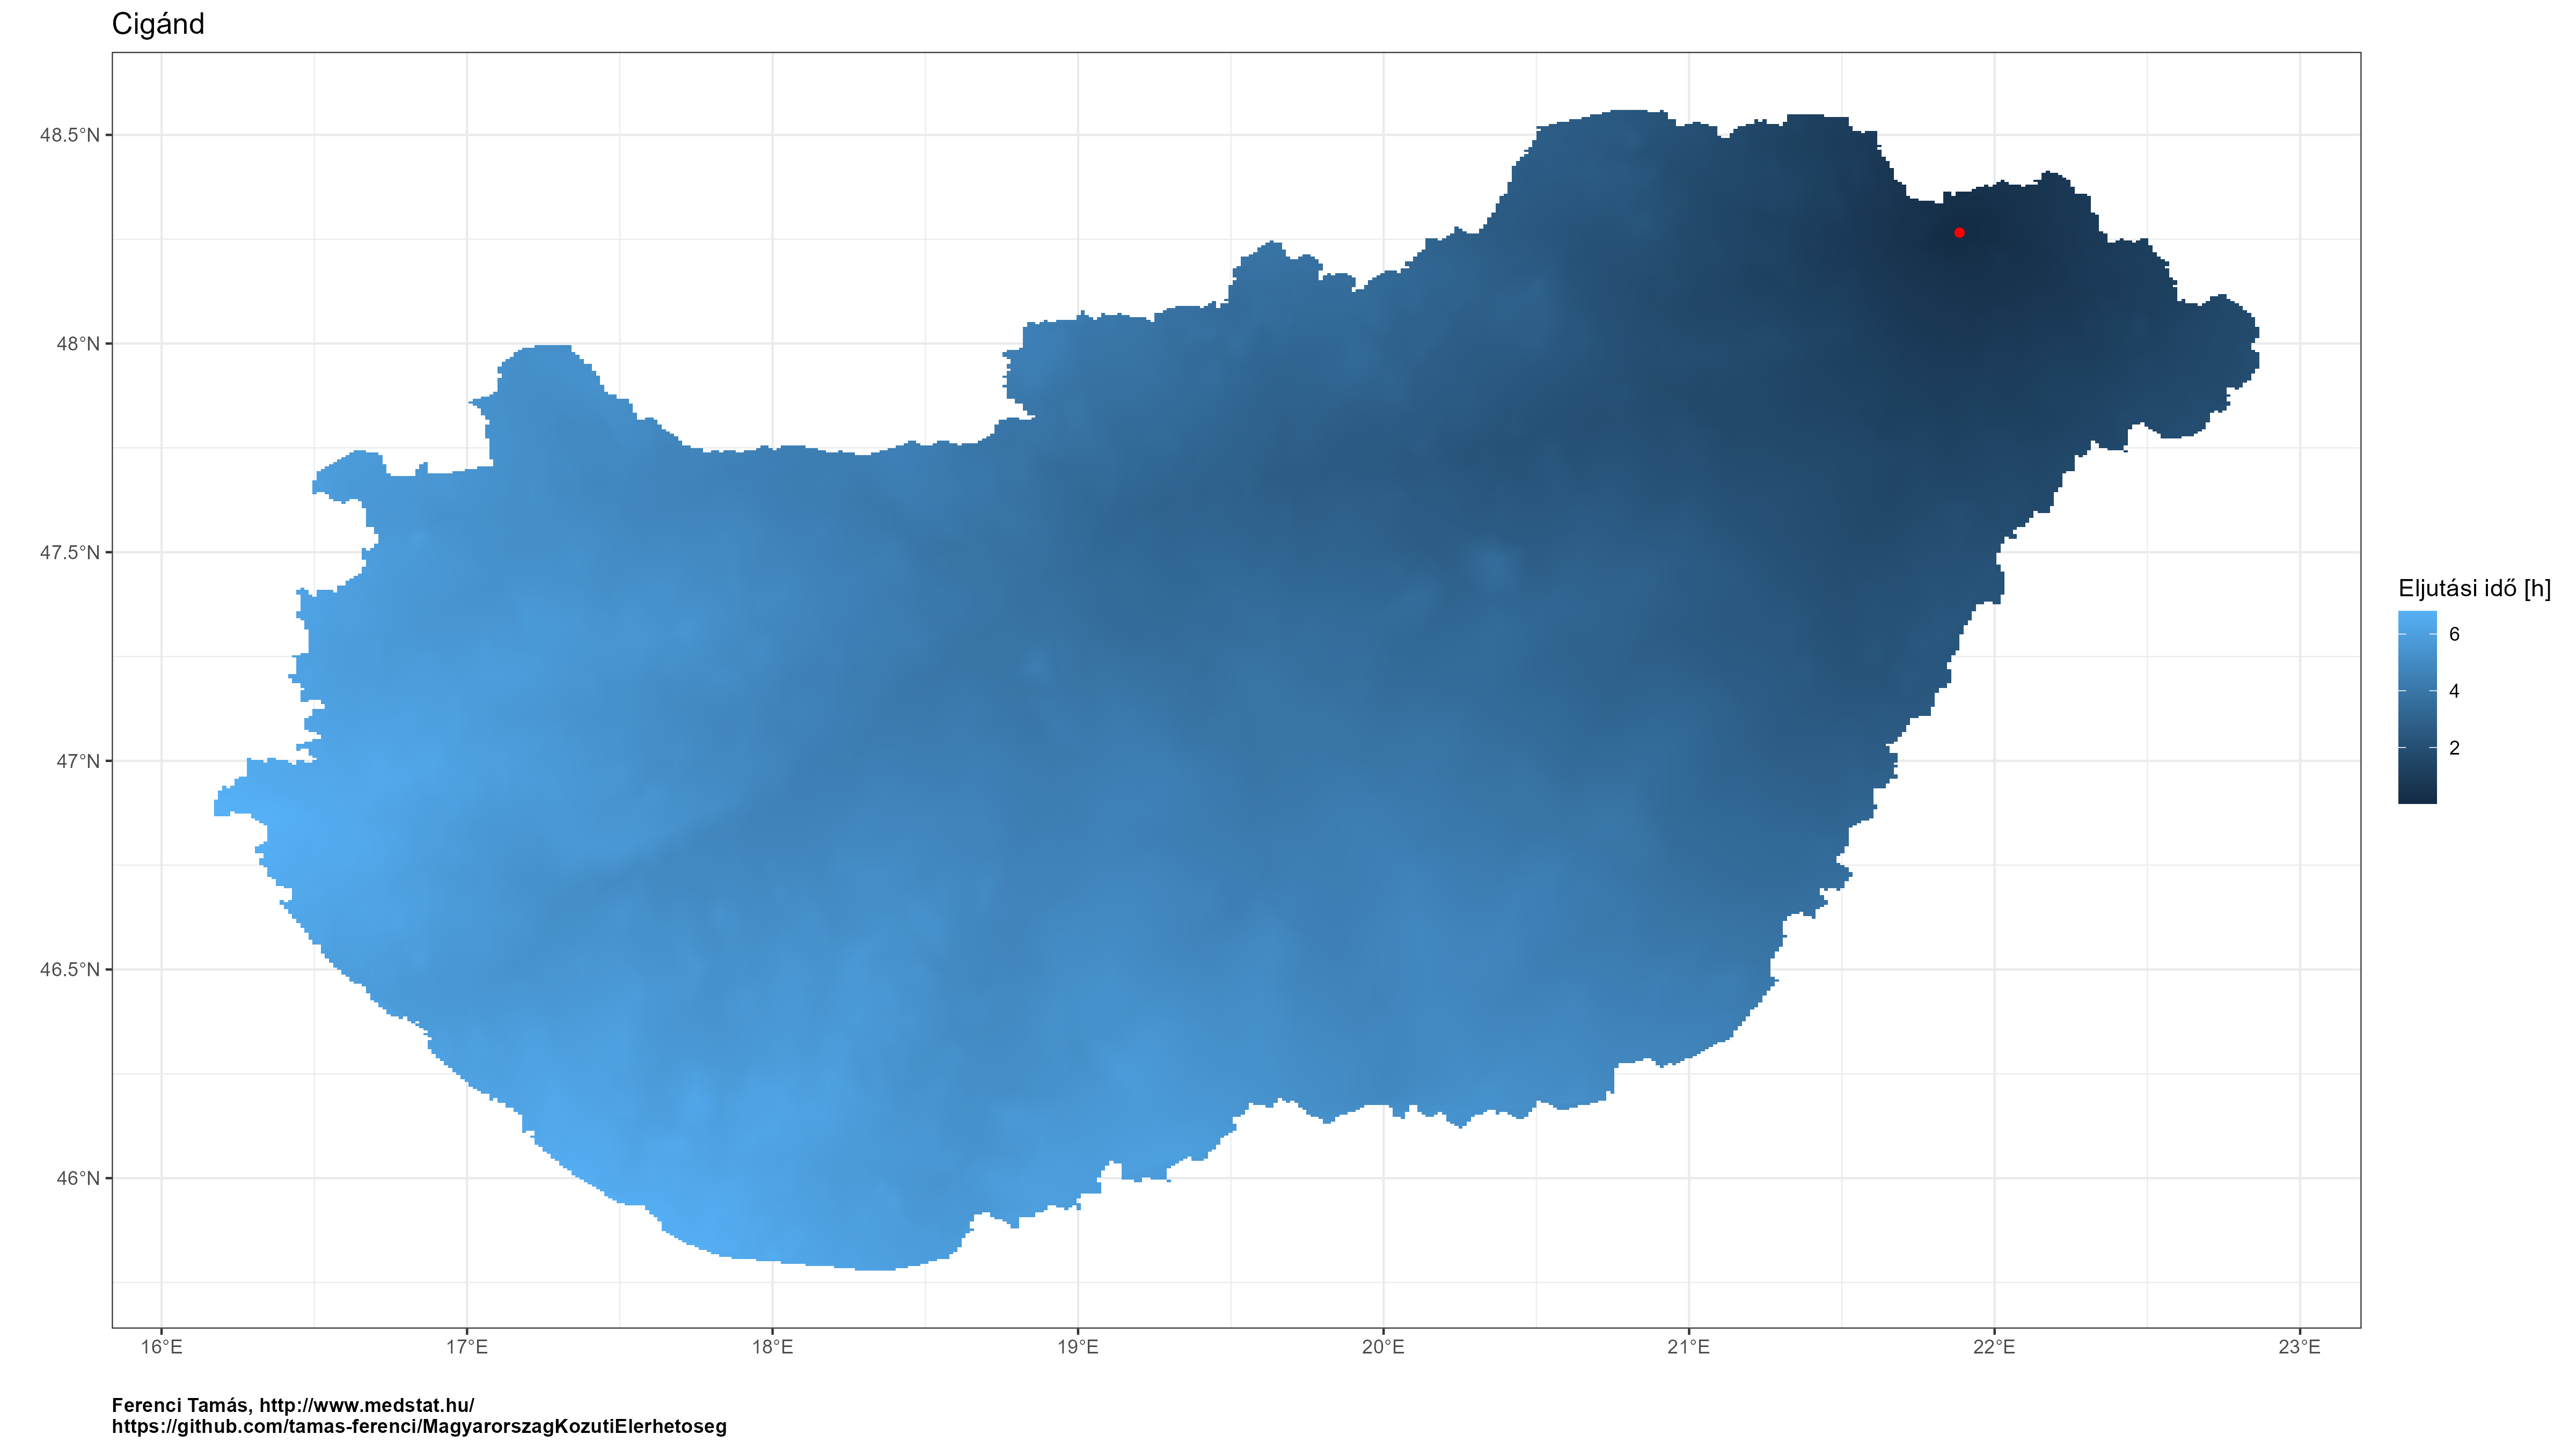 Cigánd
48.5°N
48°N
47.5°N
47°N
46.5°N
46°N
16°E
17°E
18°E
19°E
20°E
21°E
22°E
23°E
Eljutási idő [h]
6
4
2
Ferenci Tamás, http://www.medstat.hu/
https://github.com/tamas-ferenci/MagyarorszagKozutiElerhetoseg